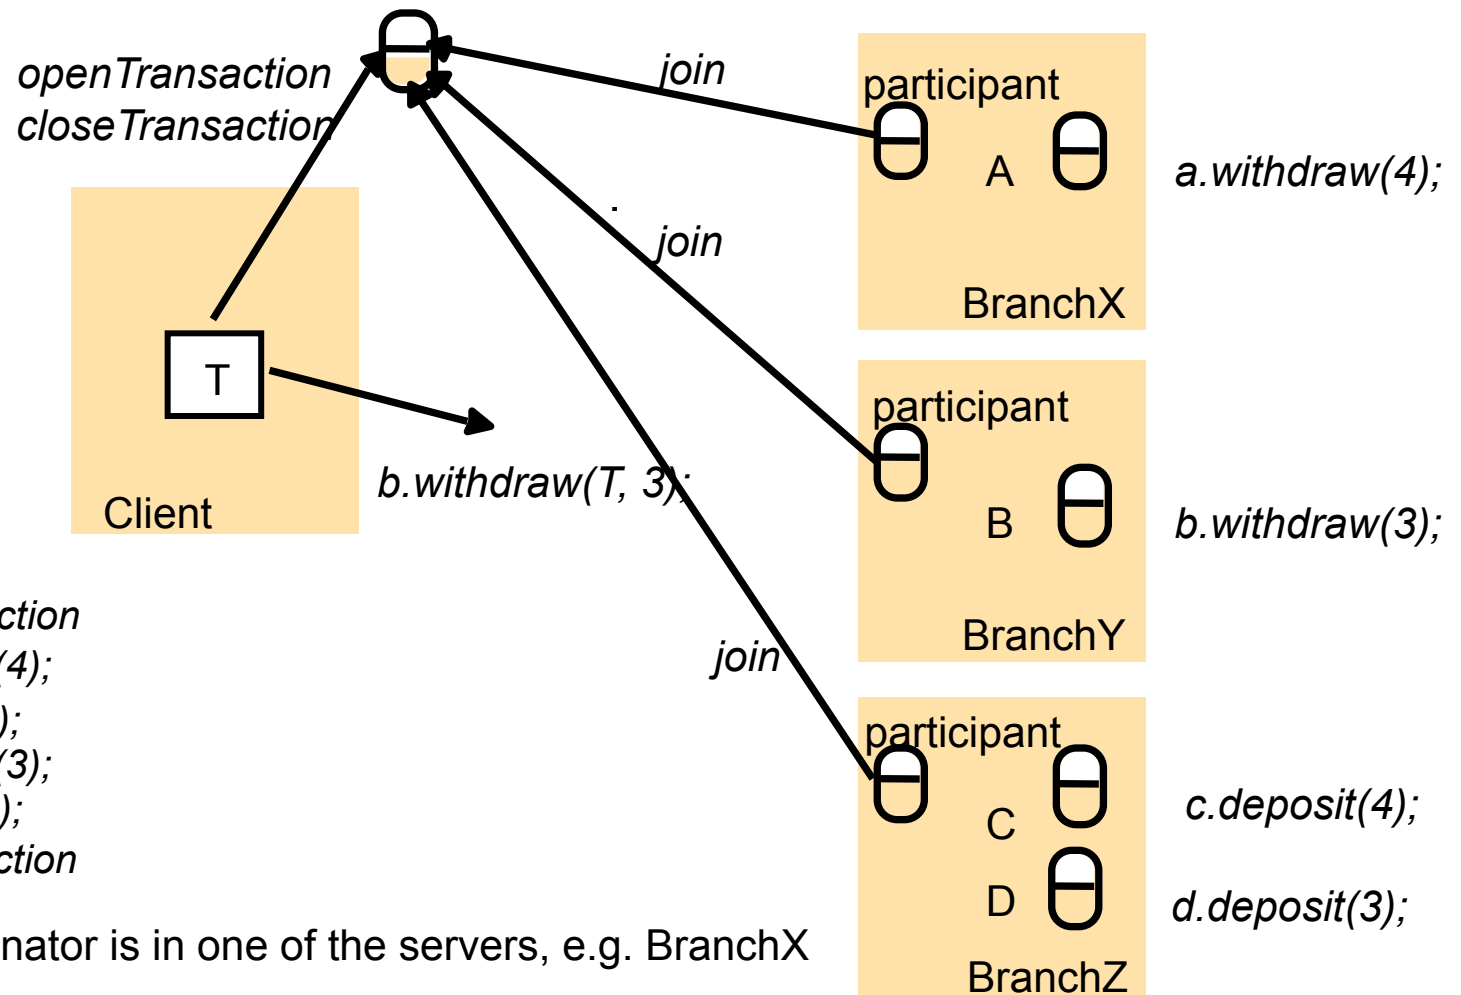 openTransaction
closeTransaction
join
participant
A
a.withdraw(4);
BranchX
join
T
b.withdraw(T, 3);
Client
participant
B
b.withdraw(3);
BranchY
join
participant
C
c.deposit(4);
D
d.deposit(3);
BranchZ
ction
(4);
);
(3);
);
ction
nator is in one of the servers, e.g. BranchX